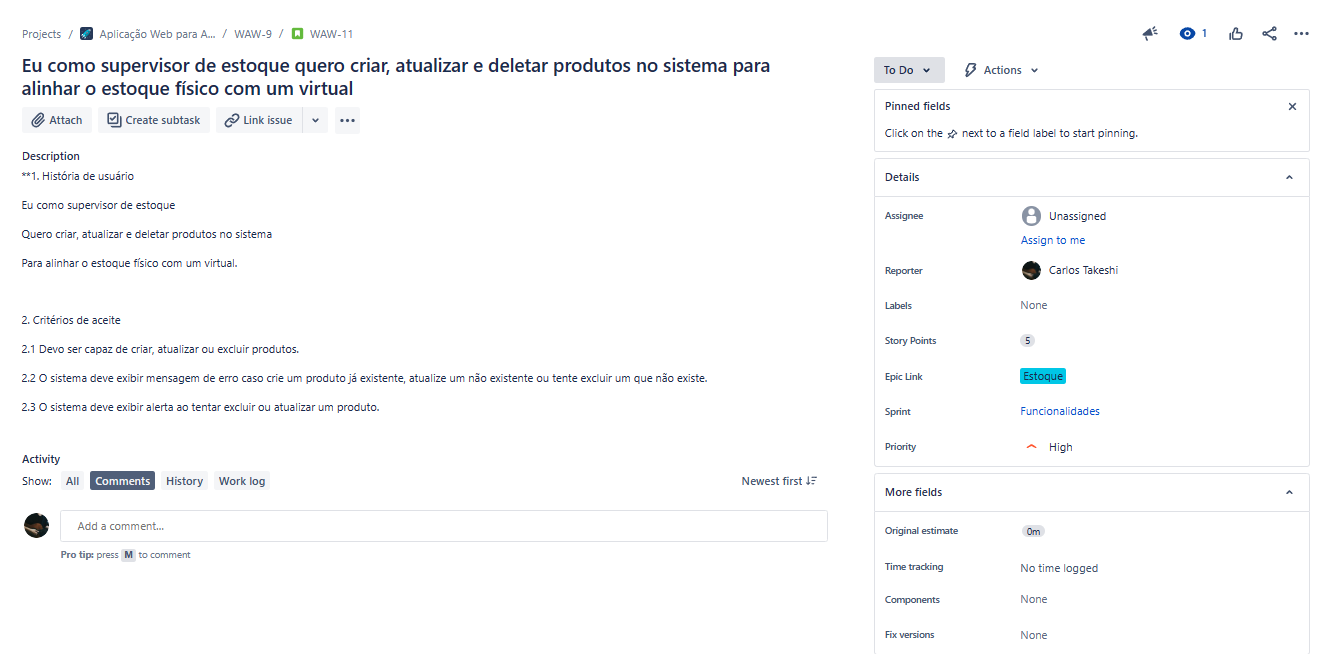 Projects / Aplicação Web para A... / WAW-9 / WAW-11
1
Eu como supervisor de estoque quero criar, atualizar e deletar produtos no sistema para
alinhar o estoque físico com um virtual
Attach Create subtask Link issue
Description
**1. História de usuário
Eu como supervisor de estoque
Quero criar, atualizar e deletar produtos no sistema
Para alinhar o estoque físico com um virtual.
2. Critérios de aceite
2.1 Devo ser capaz de criar, atualizar ou excluir produtos.
2.2 O sistema deve exibir mensagem de erro caso crie um produto já existente, atualize um não existente ou tente excluir um que não existe.
2.3 O sistema deve exibir alerta ao tentar excluir ou atualizar um produto.
Activity
Show: All Comments History Work log Newest first
Add a comment...
Pro tip: press M to comment
To Do Actions
Pinned fields
Click on the next to a field label to start pinning.
Details
Assignee Unassigned
Assign to me
Reporter Carlos Takeshi
Labels None
Story Points 5
Epic Link Estoque
Sprint Funcionalidades
Priority High
More fields
Original estimate 0m
Time tracking No time logged
Components None
Fix versions None